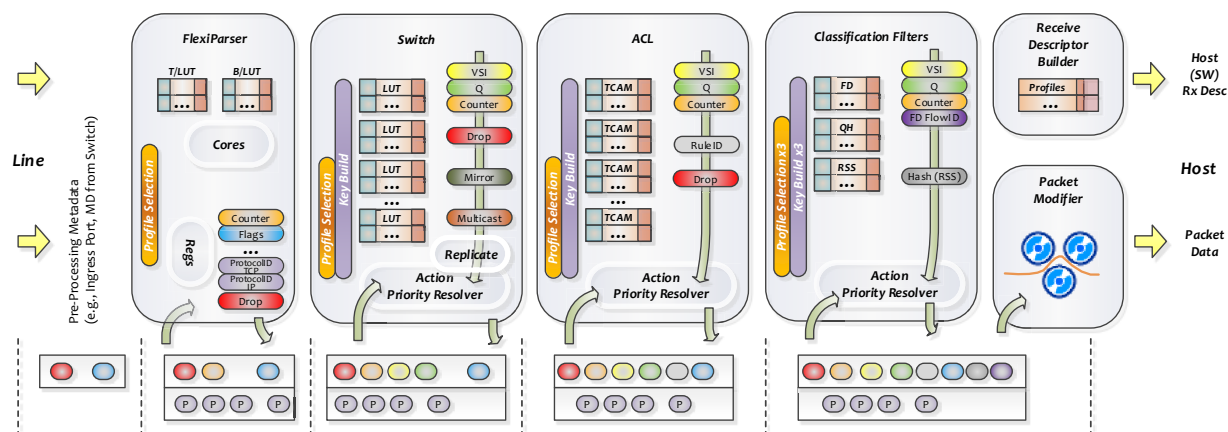 Line
Pre-Processing Metadata
(e.g., Ingress Port, MD from Switch)
FlexiParser
T/LUT
B/LUT
...
...
Cores
Profile Selection
Regs
Counter
Flags
...
ProtocolID
TCP
ProtocolID
IP
Drop
Switch
Profile Selection
Key Build
LUT
...
LUT
...
LUT
...
...
LUT
...
VSI
Q
Counter
Drop
Mirror
Multicast
Replicate
Action
Priority Resolver
ACL
Profile Selection
Key Build
TCAM
...
TCAM
...
TCAM
...
...
TCAM
...
VSI
Q
Counter
RuleID
Drop
Action
Priority Resolver
Classification Filters
Profile Selection x3
Key Build x3
FD
...
QH
...
RSS
...
VSI
Q
Counter
FD FlowID
Hash (RSS)
Action
Priority Resolver
Receive
Descriptor
Builder
Profiles
...
Packet
Modifier
Host
(SW)
Rx Desc
Host
Packet
Data
P P P P
P P P P
P P P P
P P P P